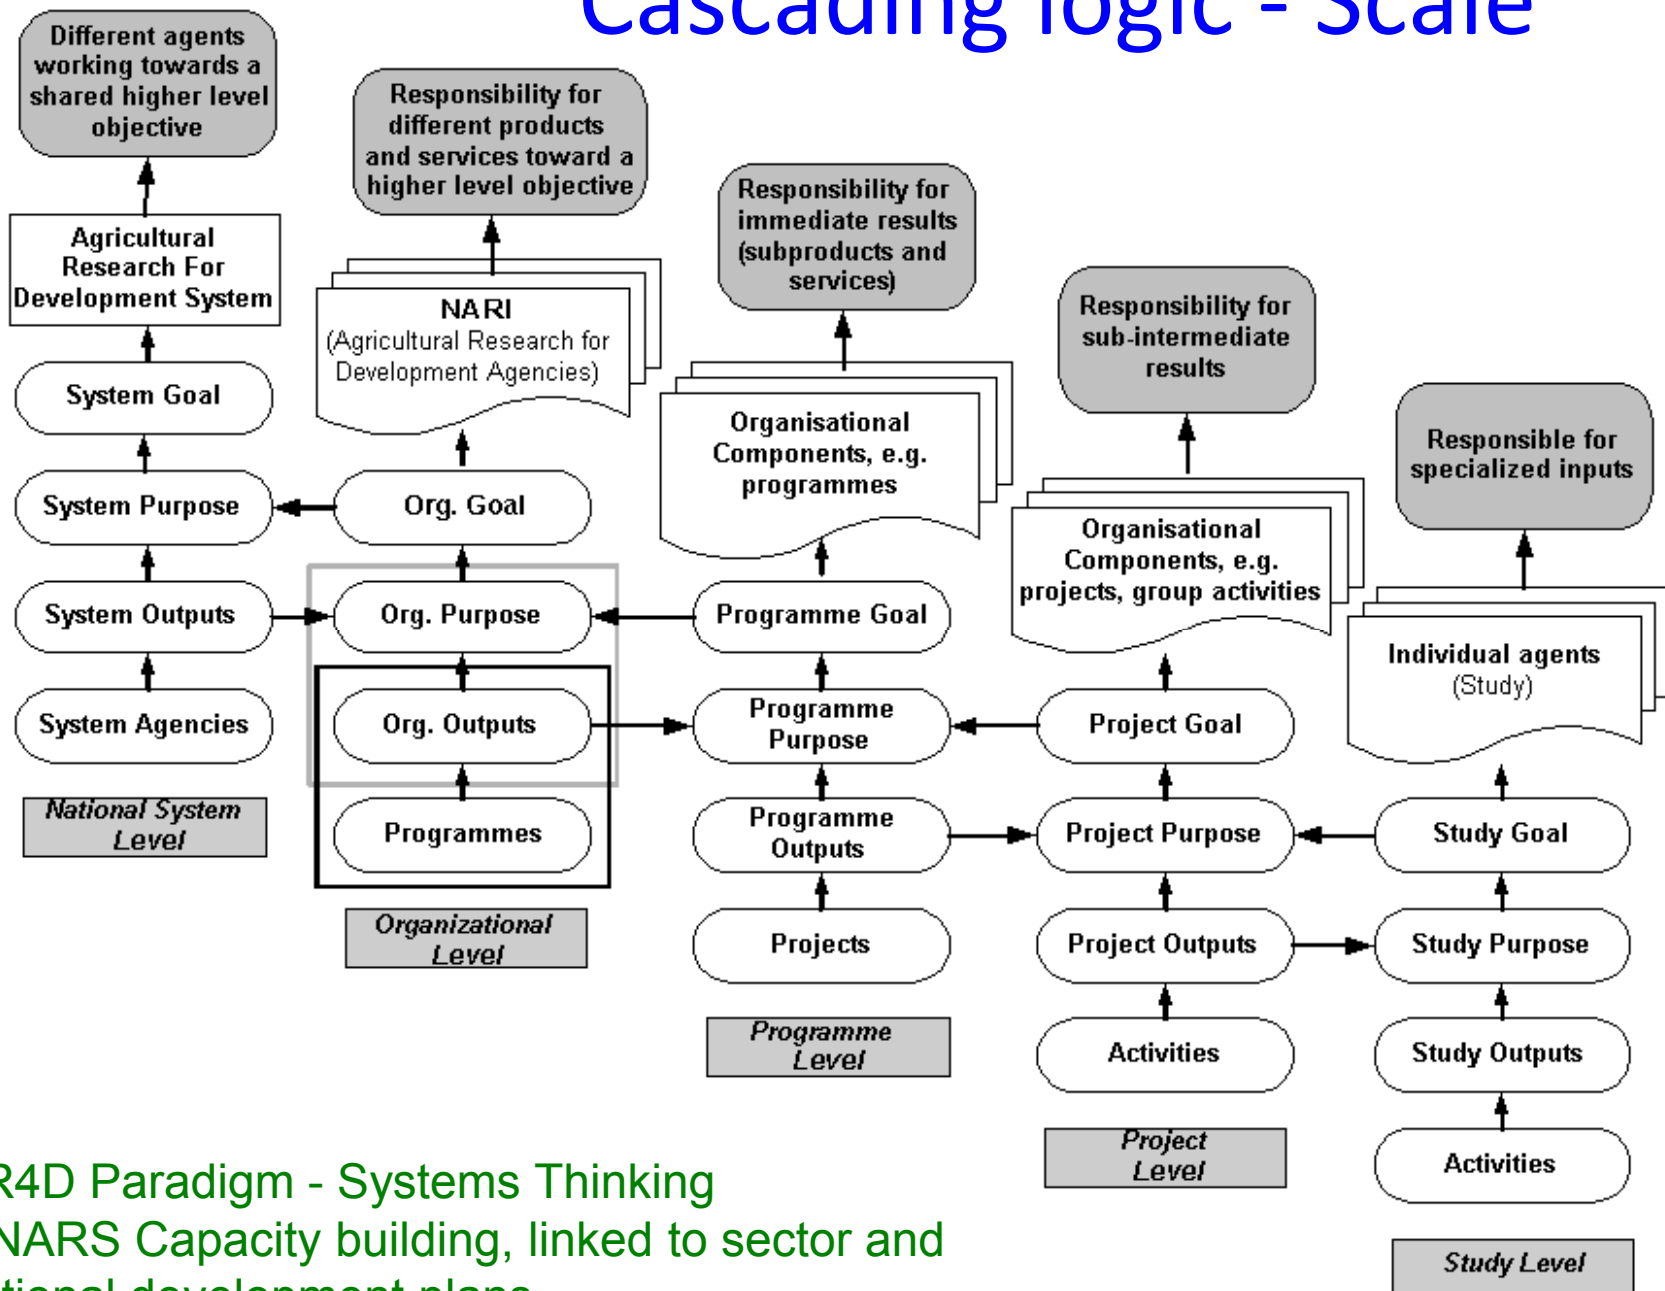 Cascading logic - Scale
Different agents
working towards a
shared higher level
objective
Agricultural
Research For
Development System
System Goal
System Purpose
System Outputs
System Agencies
National System
Level
Responsibility for
different products
and services toward a
higher level objective
NARI
(Agricultural Research for
Development Agencies)
Org. Goal
Org. Purpose
Org. Outputs
Programmes
Organizational
Level
Responsibility for
immediate results
(subproducts and
services)
Organisational
Components, e.g.
programmes
Programme Goal
Programme
Purpose
Programme
Outputs
Projects
Programme
Level
Responsibility for
sub-intermediate
results
Organisational
Components, e.g.
projects, group activities
Project Goal
Project Purpose
Project Outputs
Activities
Project
Level
Responsible for
specialized inputs
Individual agents
(Study)
Study Goal
Study Purpose
Study Outputs
Activities
Study Level
R4D Paradigm - Systems Thinking
NARS Capacity building, linked to sector and
development plans